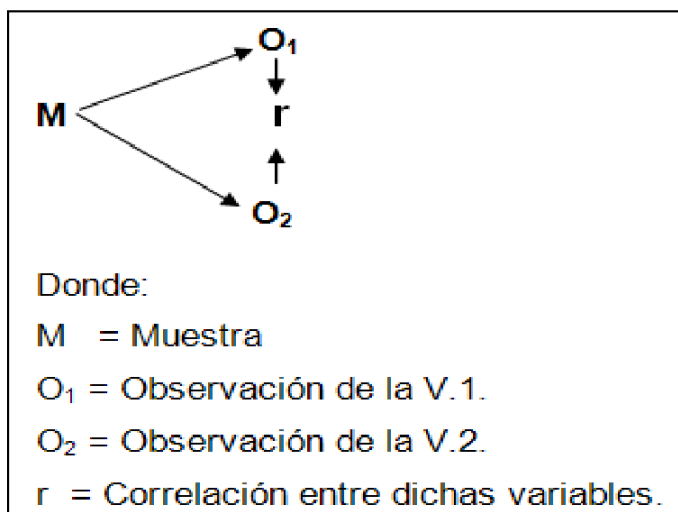 O₁
M r
O₂
Donde:
M = Muestra
O₁ = Observación de la V.1.
O₂ = Observación de la V.2.
r = Correlación entre dichas variables.